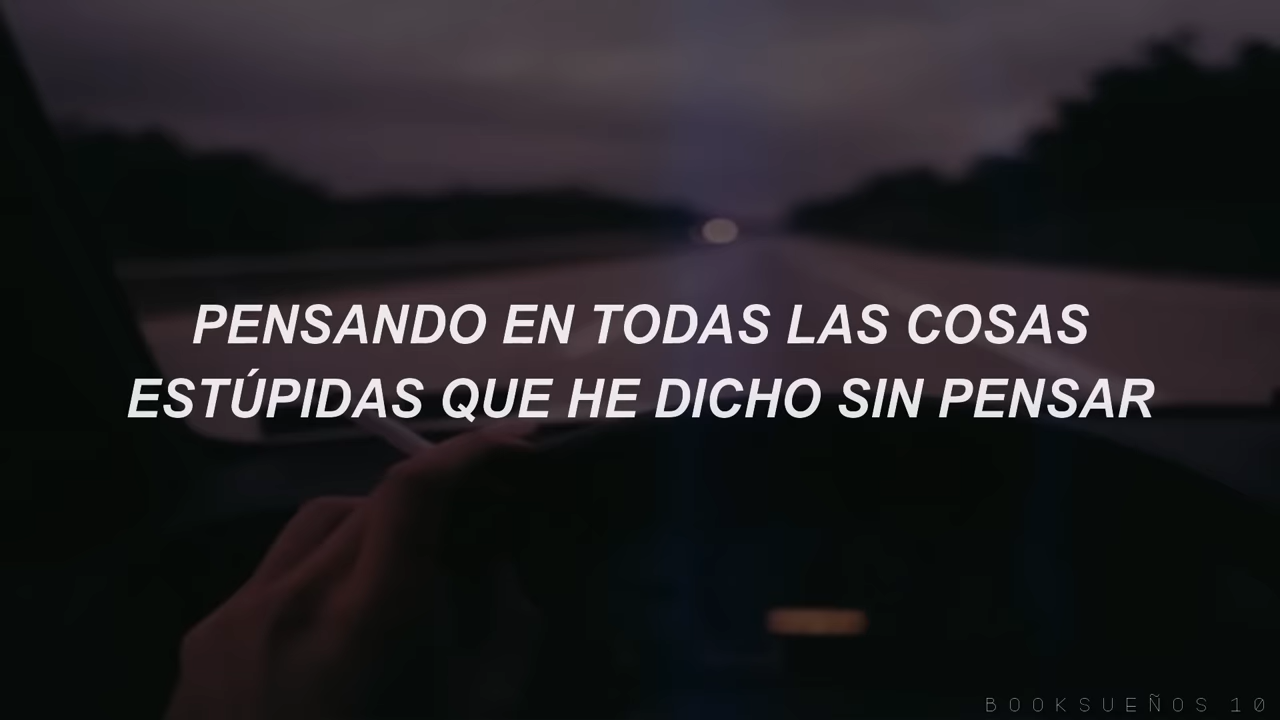 PENSANDO EN TODAS LAS COSAS
ESTÚPIDAS QUE HE DICHO SIN PENSAR
BOOKSUEÑOS 10